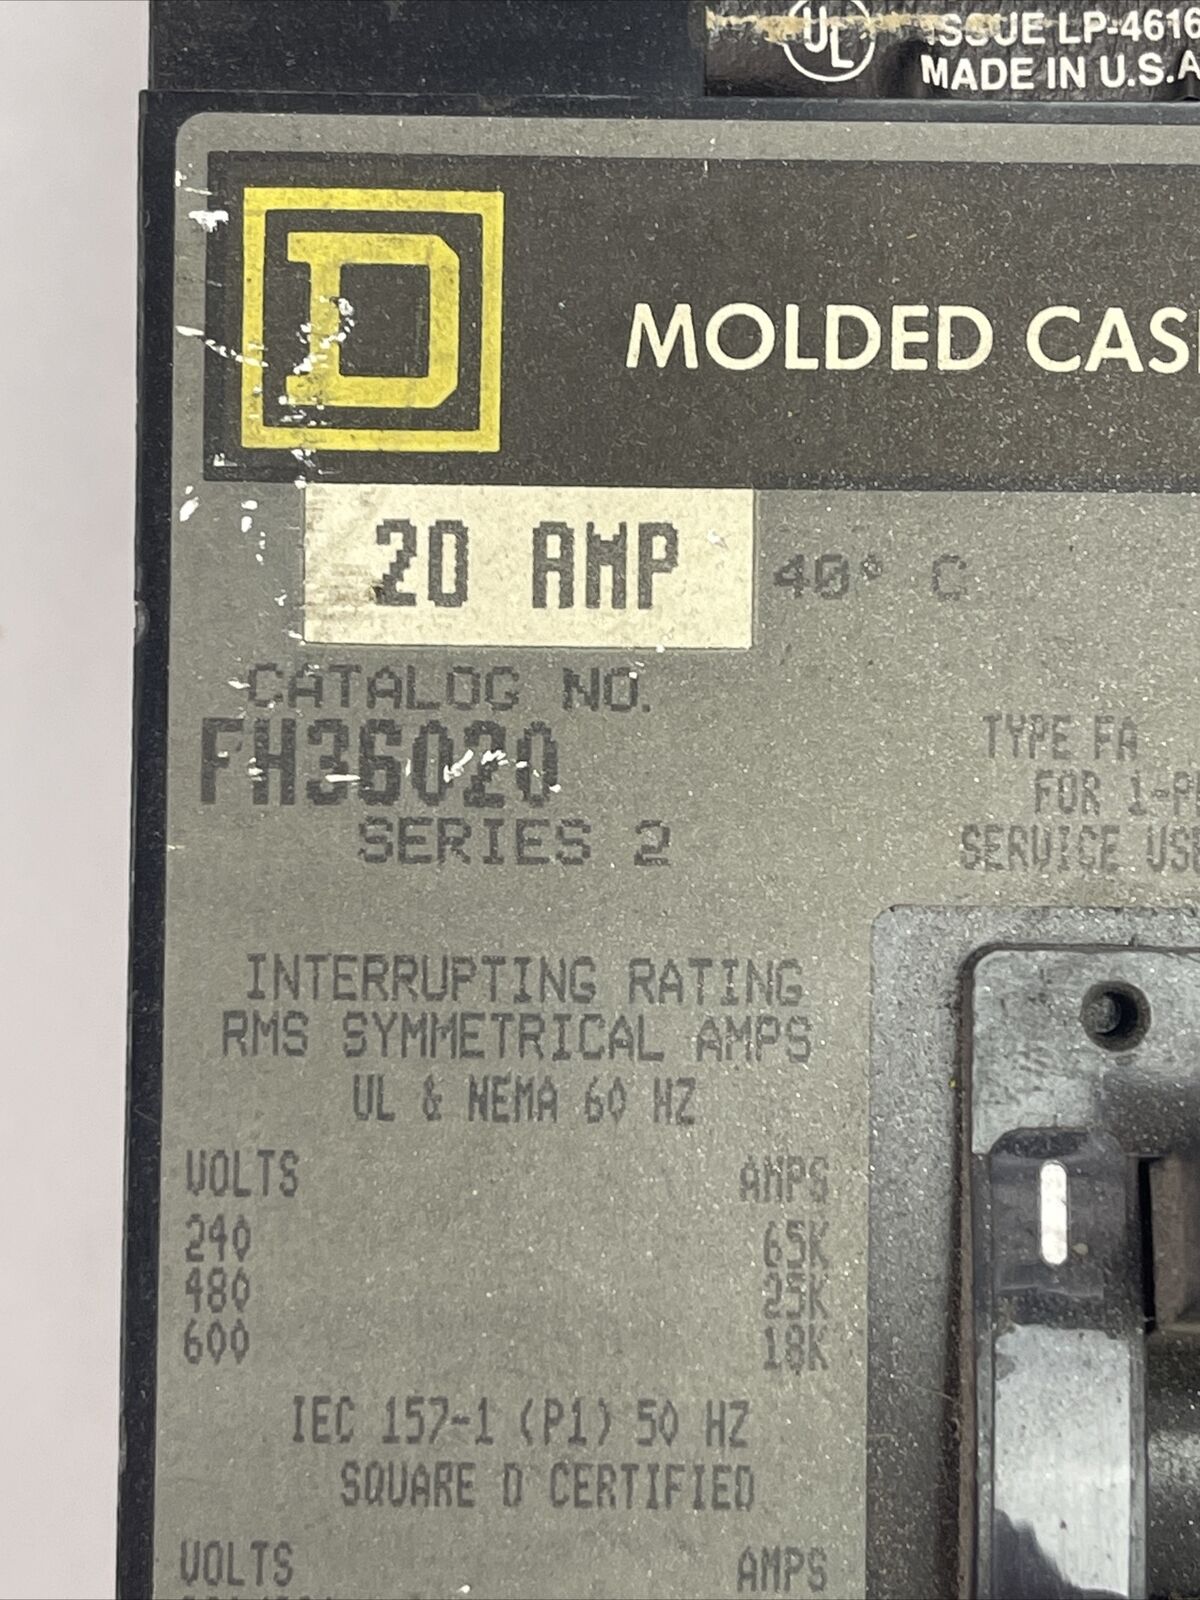 UL
ISSUE LP-4616
MADE IN U.S.A
D
MOLDED CAS
20 AMP
40° C
CATALOG NO.
FH36020
SERIES 2
TYPE FA
FOR 1-P
SERVICE US
INTERRUPTING RATING
RMS SYMMETRICAL AMPS
UL & NEMA 60 HZ
VOLTS AMPS
240 65K
480 25K
600 18K
IEC 157-1 (P1) 50 HZ
SQUARE D CERTIFIED
VOLTS AMPS